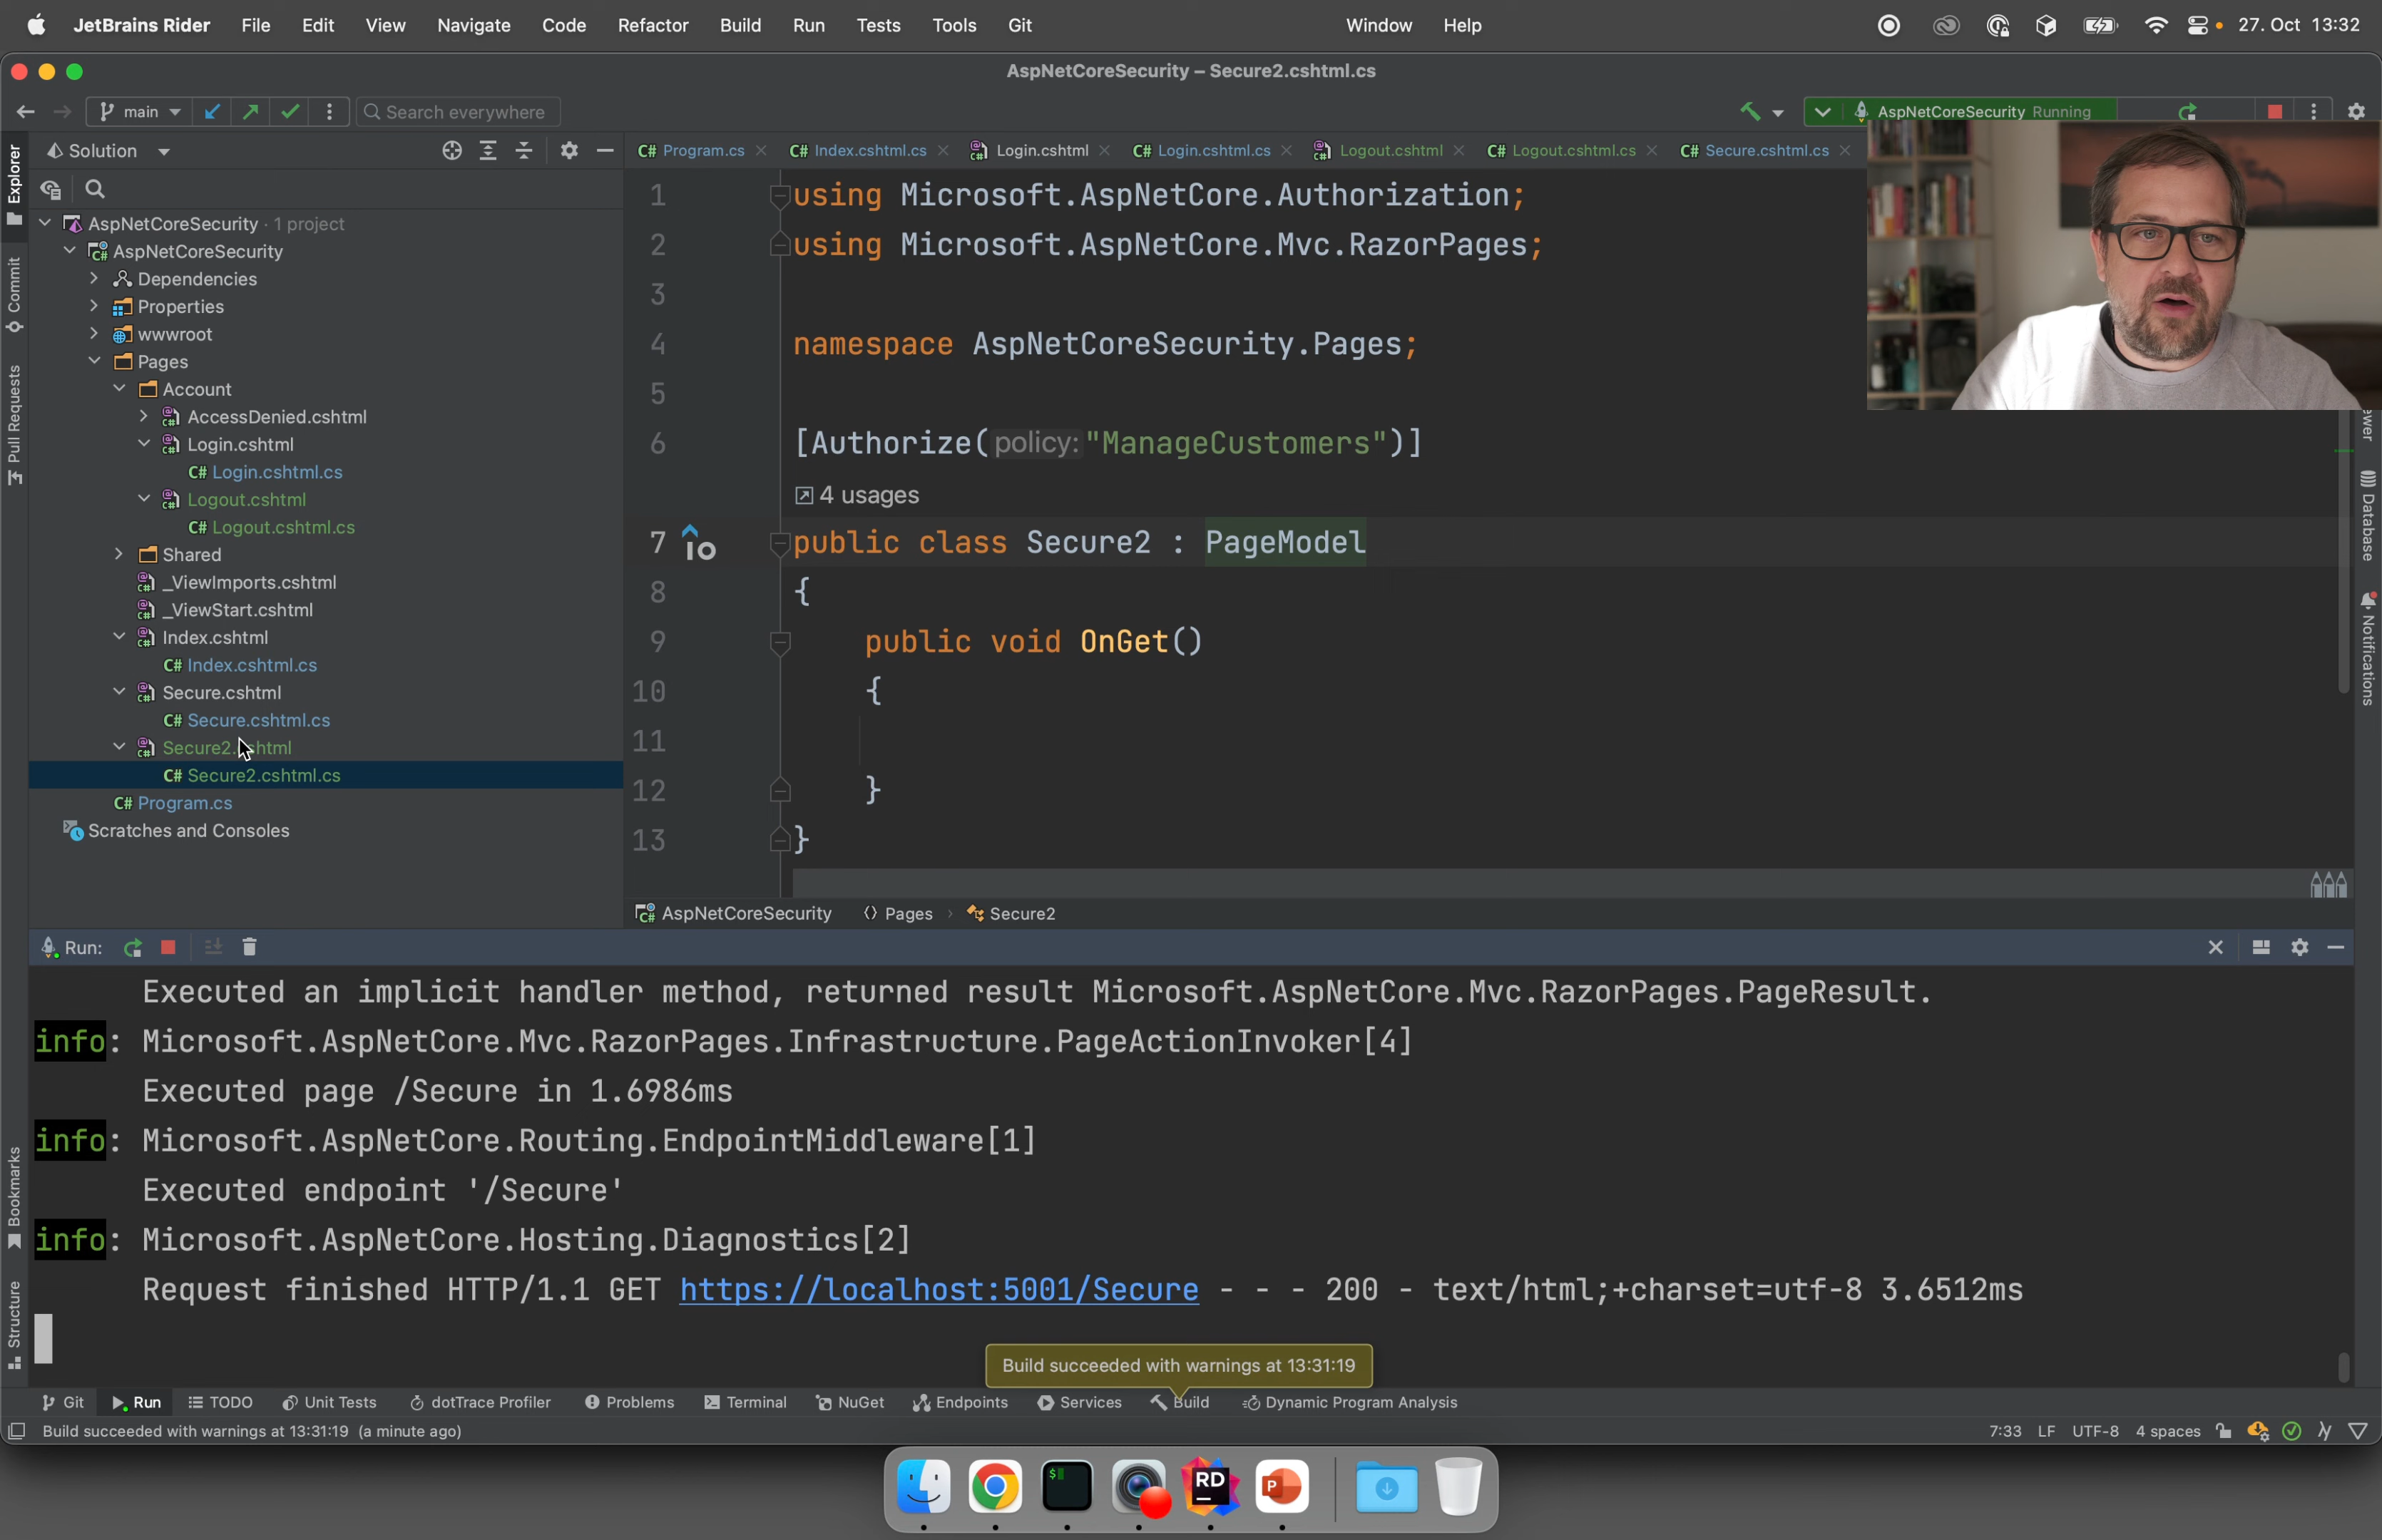 JetBrains Rider File Edit View Navigate Code Refactor Build Run Tests Tools Git Window Help 27. Oct 13:32
AspNetCoreSecurity – Secure2.cshtml.cs
main Search everywhere AspNetCoreSecurity Running
Solution
Program.cs Index.cshtml.cs Login.cshtml Login.cshtml.cs Logout.cshtml Logout.cshtml.cs Secure.cshtml.cs
Explorer
Commit
Pull Requests
Bookmarks
Structure
AspNetCoreSecurity · 1 project
AspNetCoreSecurity
Dependencies
Properties
wwwroot
Pages
Account
AccessDenied.cshtml
Login.cshtml
C# Login.cshtml.cs
Logout.cshtml
C# Logout.cshtml.cs
Shared
_ViewImports.cshtml
_ViewStart.cshtml
Index.cshtml
C# Index.cshtml.cs
Secure.cshtml
C# Secure.cshtml.cs
C# Secure2.cshtml.cs
C# Program.cs
Scratches and Consoles
1 using Microsoft.AspNetCore.Authorization;
2 using Microsoft.AspNetCore.Mvc.RazorPages;
3
4 namespace AspNetCoreSecurity.Pages;
5
6 [Authorize(policy:"ManageCustomers")]
4 usages
7 public class Secure2 : PageModel
8 {
9 public void OnGet()
10 {
11
12 }
13 }
Database
Notifications
AspNetCoreSecurity Pages Secure2
Run:
Executed an implicit handler method, returned result Microsoft.AspNetCore.Mvc.RazorPages.PageResult.
info: Microsoft.AspNetCore.Mvc.RazorPages.Infrastructure.PageActionInvoker[4]
Executed page /Secure in 1.6986ms
info: Microsoft.AspNetCore.Routing.EndpointMiddleware[1]
Executed endpoint '/Secure'
info: Microsoft.AspNetCore.Hosting.Diagnostics[2]
Request finished HTTP/1.1 GET https://localhost:5001/Secure - - - 200 - text/html;+charset=utf-8 3.6512ms
Build succeeded with warnings at 13:31:19
Git Run TODO Unit Tests dotTrace Profiler Problems Terminal NuGet Endpoints Services Build Dynamic Program Analysis
Build succeeded with warnings at 13:31:19 (a minute ago) 7:33 LF UTF-8 4 spaces
RD
P